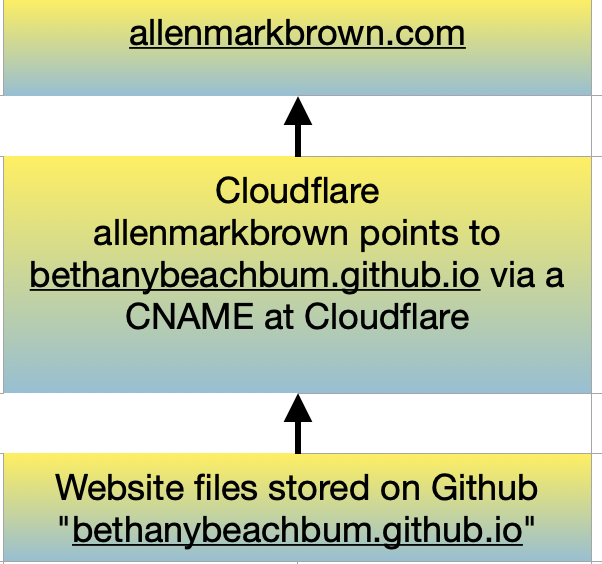 allenmarkbrown.com
Cloudflare
allenmarkbrown points to
bethanybeachbum.github.io via a
CNAME at Cloudflare
Website files stored on Github
"bethanybeachbum.github.io"